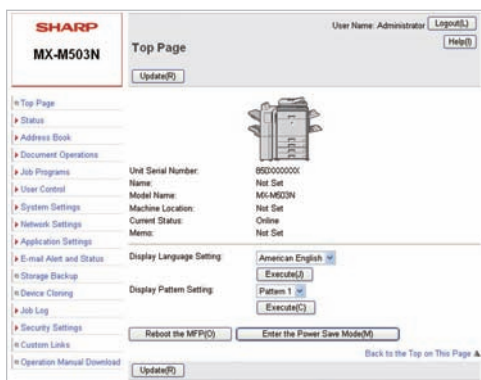 SHARP
MX-M503N
User Name: Administrator Logout(L)
Top Page
Help(I)
Update(R)
Top Page
Status
Address Book
Document Operations
Job Programs
User Control
System Settings
Network Settings
Application Settings
E-mail Alert and Status
Storage Backup
Device Cloning
Job Log
Security Settings
Custom Links
Operation Manual Download
Unit Serial Number: 850XXXXXXX
Name: Not Set
Model Name: MX-M503N
Machine Location: Not Set
Current Status: Online
Memo: Not Set
Display Language Setting: American English
Execute(J)
Display Pattern Setting: Pattern 1
Execute(C)
Reboot the MFP(O) Enter the Power Save Mode(M)
Back to the Top on This Page ▲
Update(R)